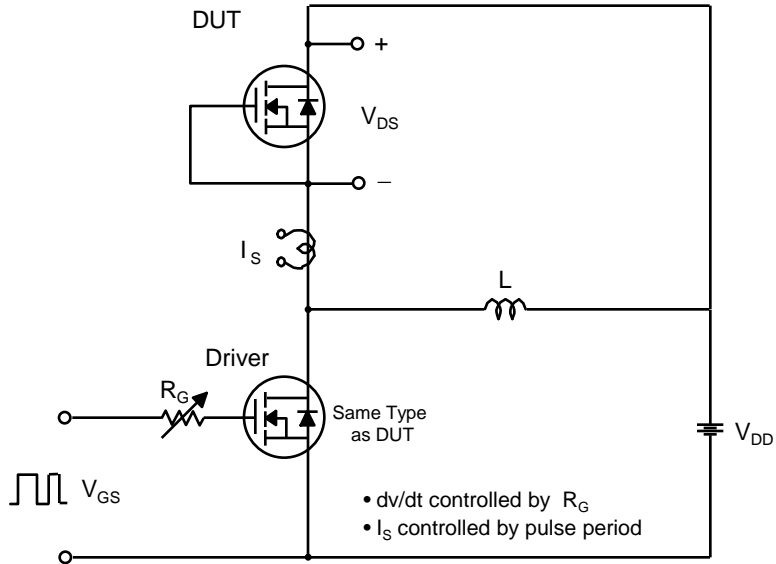 DUT
+
VDS
−
IS
L
Driver
RG
Same Type
as DUT
VDD
VGS
• dv/dt controlled by RG
• IS controlled by pulse period